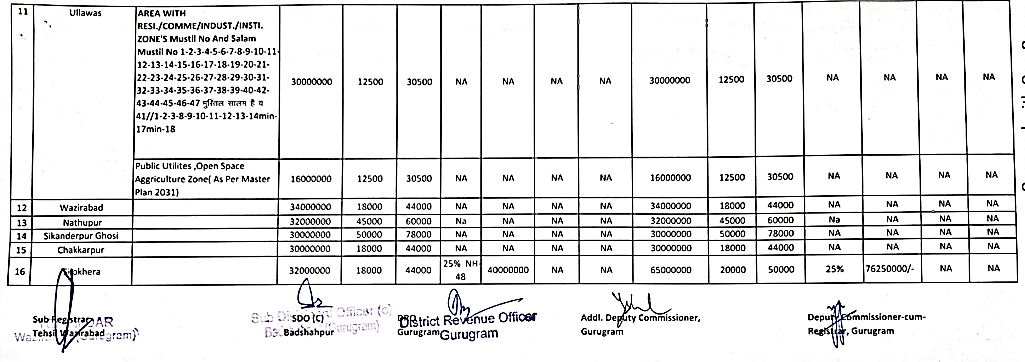 11 Ullawas AREA WITH
RESI./COMME/INDUST./INSTI.
ZONE'S Mustil No And Salam
Mustil No 1-2-3-4-5-6-7-8-9-10-11-
12-13-14-15-16-17-18-19-20-21-
22-23-24-25-26-27-28-29-30-31-
32-33-34-35-36-37-38-39-40-42-
43-44-45-46-47 मुस्तिल सालम है व
41//1-2-3-8-9-10-11-12-13-14min-
17min-18
30000000 12500 30500 NA NA NA NA 30000000 12500 30500 NA NA NA NA
Public Utilites ,Open Space
Aggriculture Zone( As Per Master
Plan 2031)
16000000 12500 30500 NA NA NA NA 16000000 12500 30500 NA NA NA NA
12 Wazirabad 34000000 18000 44000 NA NA NA NA 34000000 18000 44000 NA NA NA NA
13 Nathupur 32000000 45000 60000 Na NA NA NA 32000000 45000 60000 Na NA NA NA
14 Sikanderpur Ghosi 30000000 50000 78000 NA NA NA NA 30000000 50000 78000 NA NA NA NA
15 Chakkarpur 30000000 18000 44000 NA NA NA NA 30000000 18000 44000 NA NA NA NA
16 Silokhera 32000000 18000 44000 25% NH-
48 40000000 NA NA 65000000 20000 50000 25% 76250000/- NA NA
Sub Registrar
Tehsil Wazirabad
SDO (C)
Badshahpur
DRO
Gurugram
District Revenue Officer
Gurugram
Addl. Deputy Commissioner,
Gurugram
Deputy Commissioner-cum-
Registrar, Gurugram